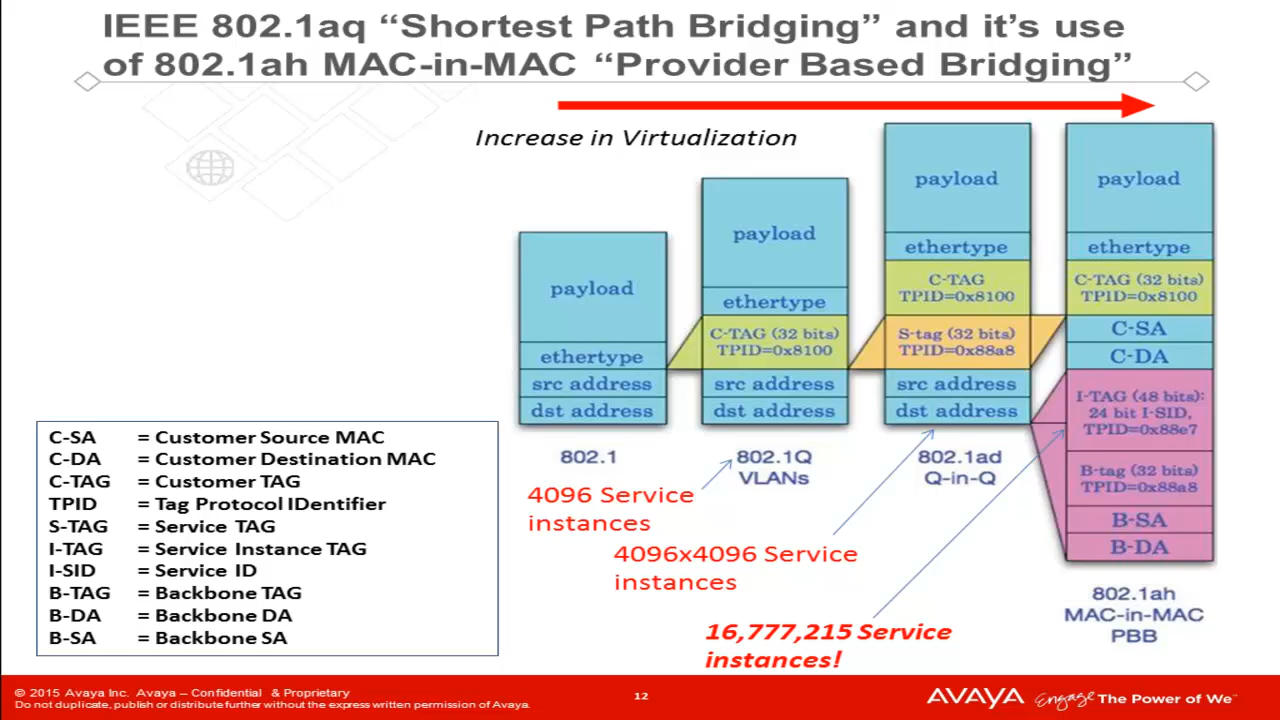 IEEE 802.1aq “Shortest Path Bridging” and it’s use
of 802.1ah MAC-in-MAC “Provider Based Bridging”
Increase in Virtualization
payload
ethertype
src address
dst address
802.1
payload
ethertype
C-TAG (32 bits)
TPID=0x8100
src address
dst address
802.1Q
VLANs
payload
ethertype
C-TAG
TPID=0x8100
S-tag (32 bits)
TPID=0x88a8
src address
dst address
802.1ad
Q-in-Q
payload
ethertype
C-TAG (32 bits)
TPID=0x8100
C-SA
C-DA
I-TAG (48 bits):
24 bit I-SID,
TPID=0x88e7
B-tag (32 bits)
TPID=0x88a8
B-SA
B-DA
802.1ah
MAC-in-MAC
PBB
4096 Service
instances
4096x4096 Service
instances
16,777,215 Service
instances!
C-SA = Customer Source MAC
C-DA = Customer Destination MAC
C-TAG = Customer TAG
TPID = Tag Protocol IDentifier
S-TAG = Service TAG
I-TAG = Service Instance TAG
I-SID = Service ID
B-TAG = Backbone TAG
B-DA = Backbone DA
B-SA = Backbone SA
© 2015 Avaya Inc. Avaya – Confidential & Proprietary
Do not duplicate, publish or distribute further without the express written permission of Avaya.
12
AVAYA Engage The Power of We™